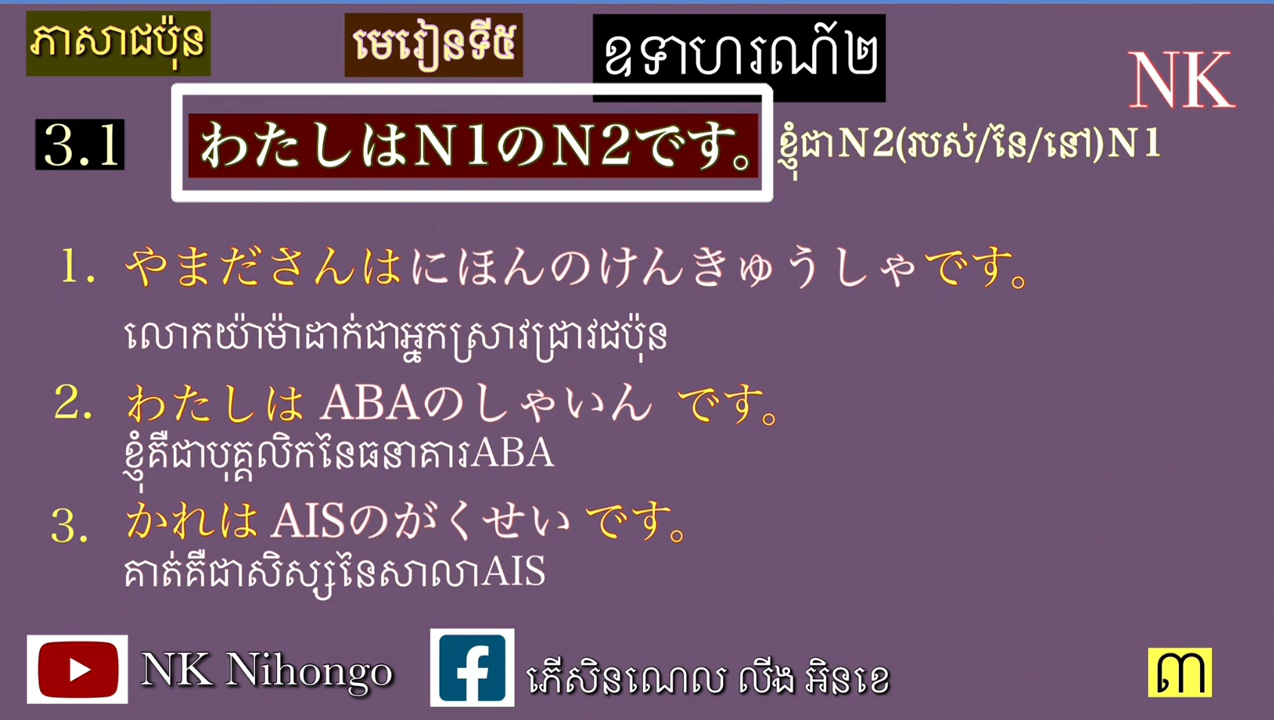 ភាសាជប៉ុន មេរៀនទី៥ ឧទាហរណ៍២ NK
3.1 わたしはN1のN2です。 ខ្ញុំជាN2(របស់/នៃ/នៅ)N1
1. やまださんはにほんのけんきゅうしゃです。
លោកយ៉ាម៉ាដាក់ជាអ្នកស្រាវជ្រាវជប៉ុន
2. わたしは ABAのしゃいん です。
ខ្ញុំគឺជាបុគ្គលិកនៃធនាគារABA
3. かれは AISのがくせい です。
គាត់គឺជាសិស្សនៃសាលាAIS
NK Nihongo f ភើសិនណេល លីង អិនខេ ៣